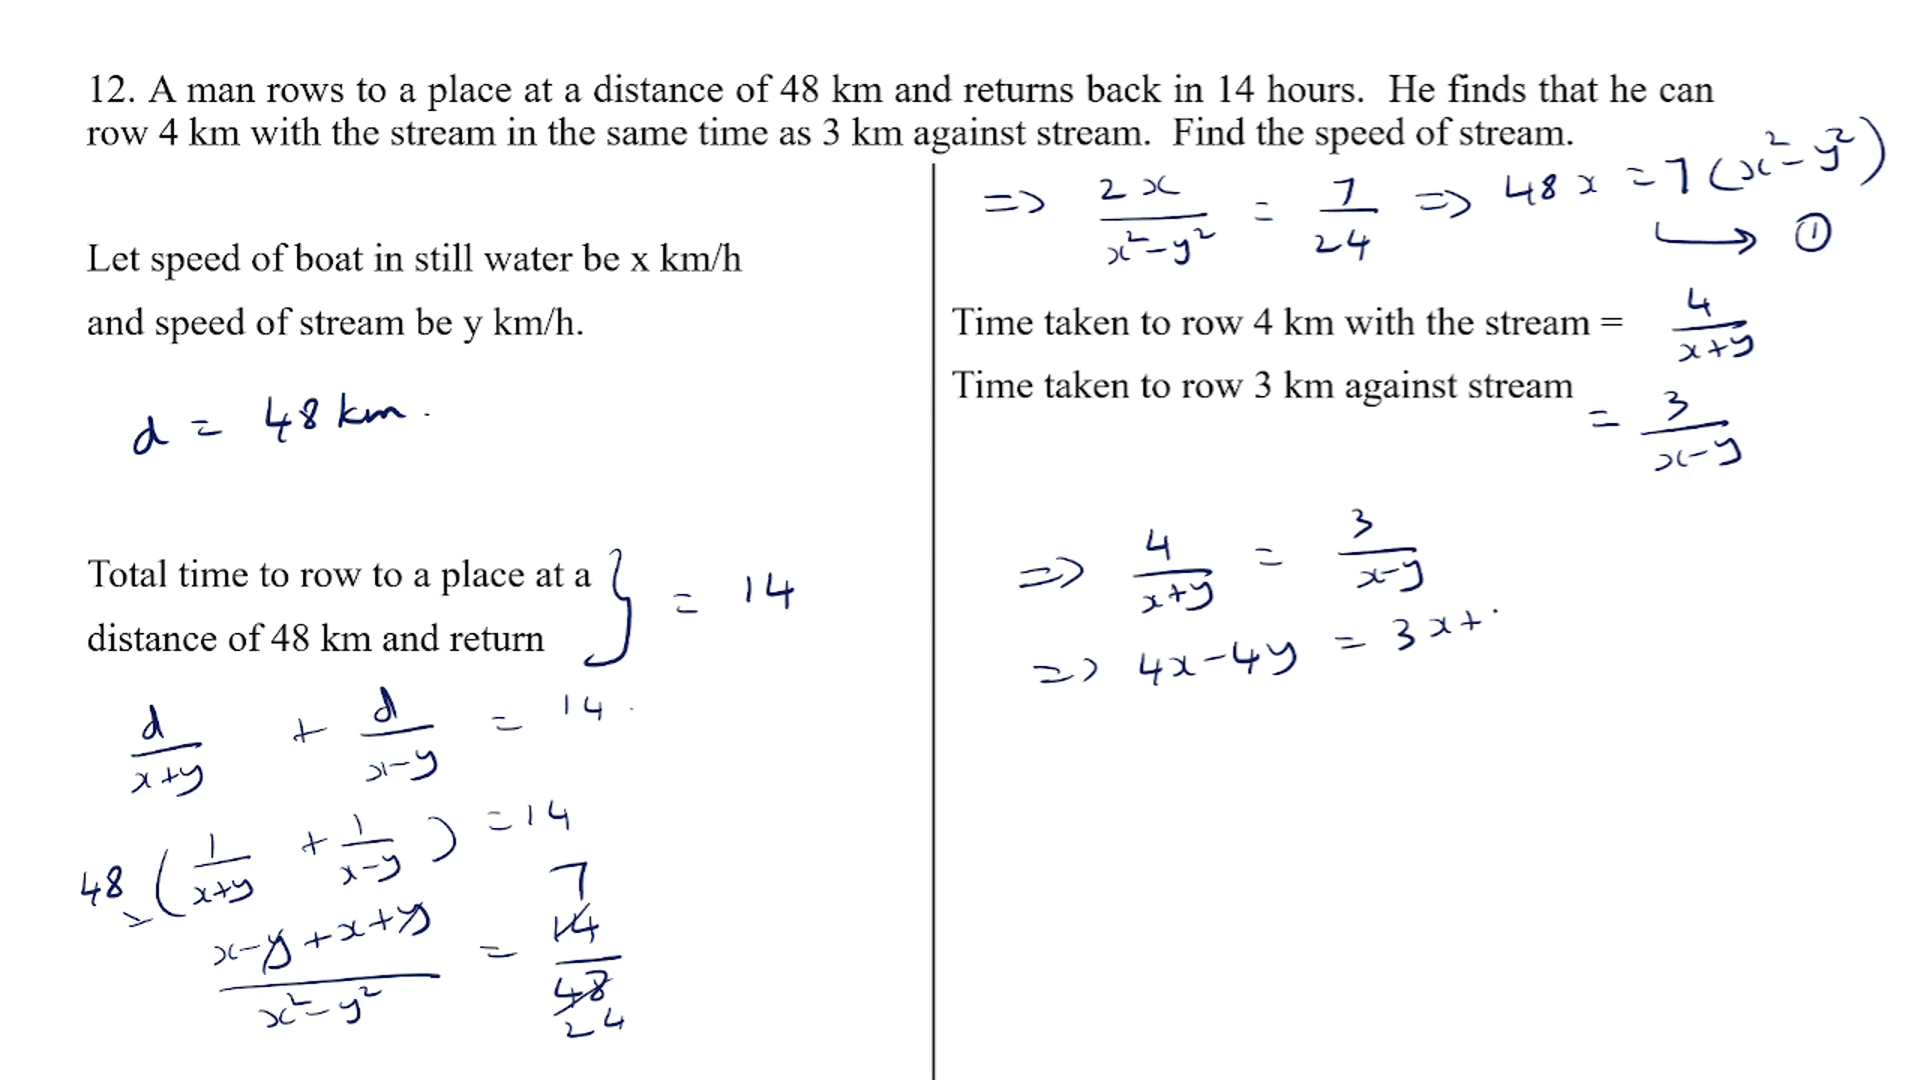 12. A man rows to a place at a distance of 48 km and returns back in 14 hours. He finds that he can
row 4 km with the stream in the same time as 3 km against stream. Find the speed of stream.
Let speed of boat in still water be x km/h
and speed of stream be y km/h.
d = 48 km.
Total time to row to a place at a
distance of 48 km and return } = 14
d/(x+y) + d/(x-y) = 14.
48 (1/(x+y) + 1/(x-y)) = 14
=> (x-y+x+y)/(x²-y²) = 14/48 7 24
=> 2x/(x²-y²) = 7/24 => 48x = 7(x²-y²)
→ ①
Time taken to row 4 km with the stream = 4/(x+y)
Time taken to row 3 km against stream = 3/(x-y)
=> 4/(x+y) = 3/(x-y)
=> 4x-4y = 3x+